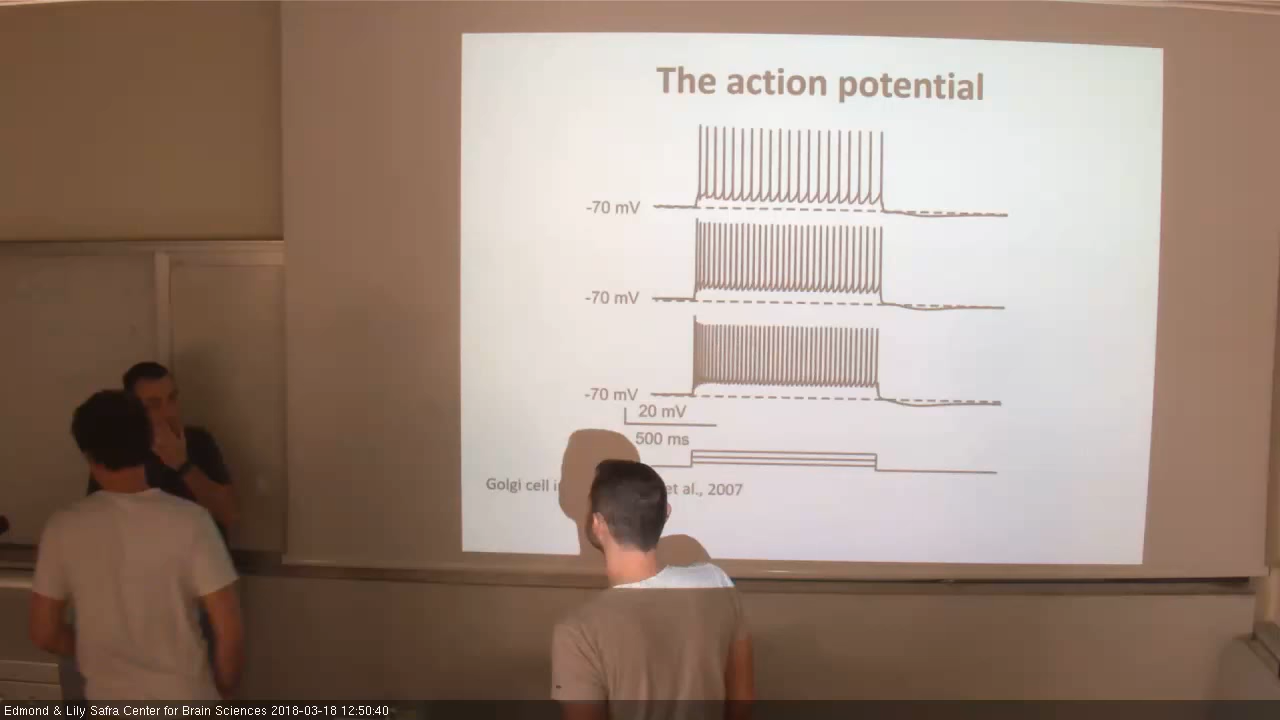 The action potential
-70 mV
-70 mV
-70 mV
20 mV
500 ms
Golgi cell et al., 2007
Edmond & Lily Safra Center for Brain Sciences 2018-03-18 12:50:40